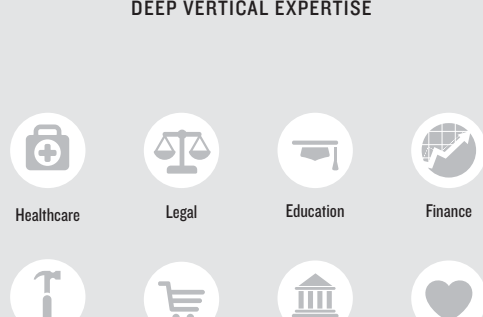 DEEP VERTICAL EXPERTISE
Healthcare
Legal
Education
Finance